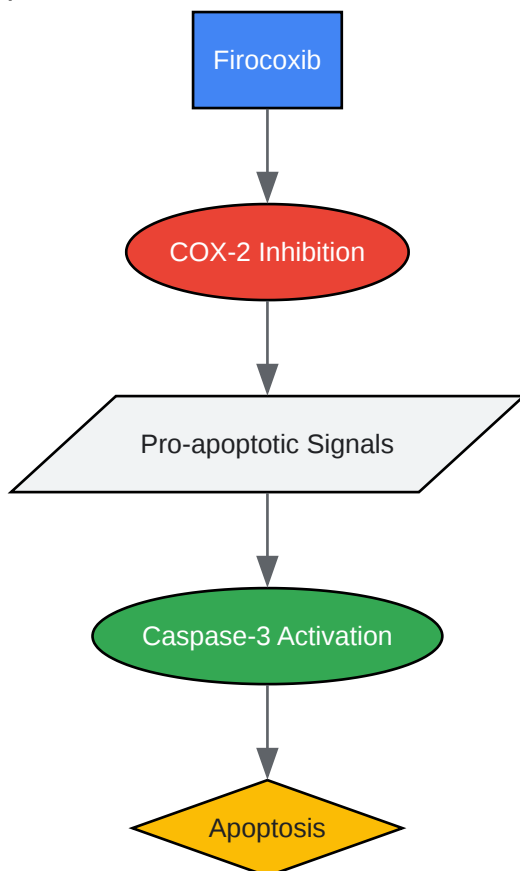 Firocoxib
COX-2 Inhibition
Pro-apoptotic Signals
Caspase-3 Activation
Apoptosis